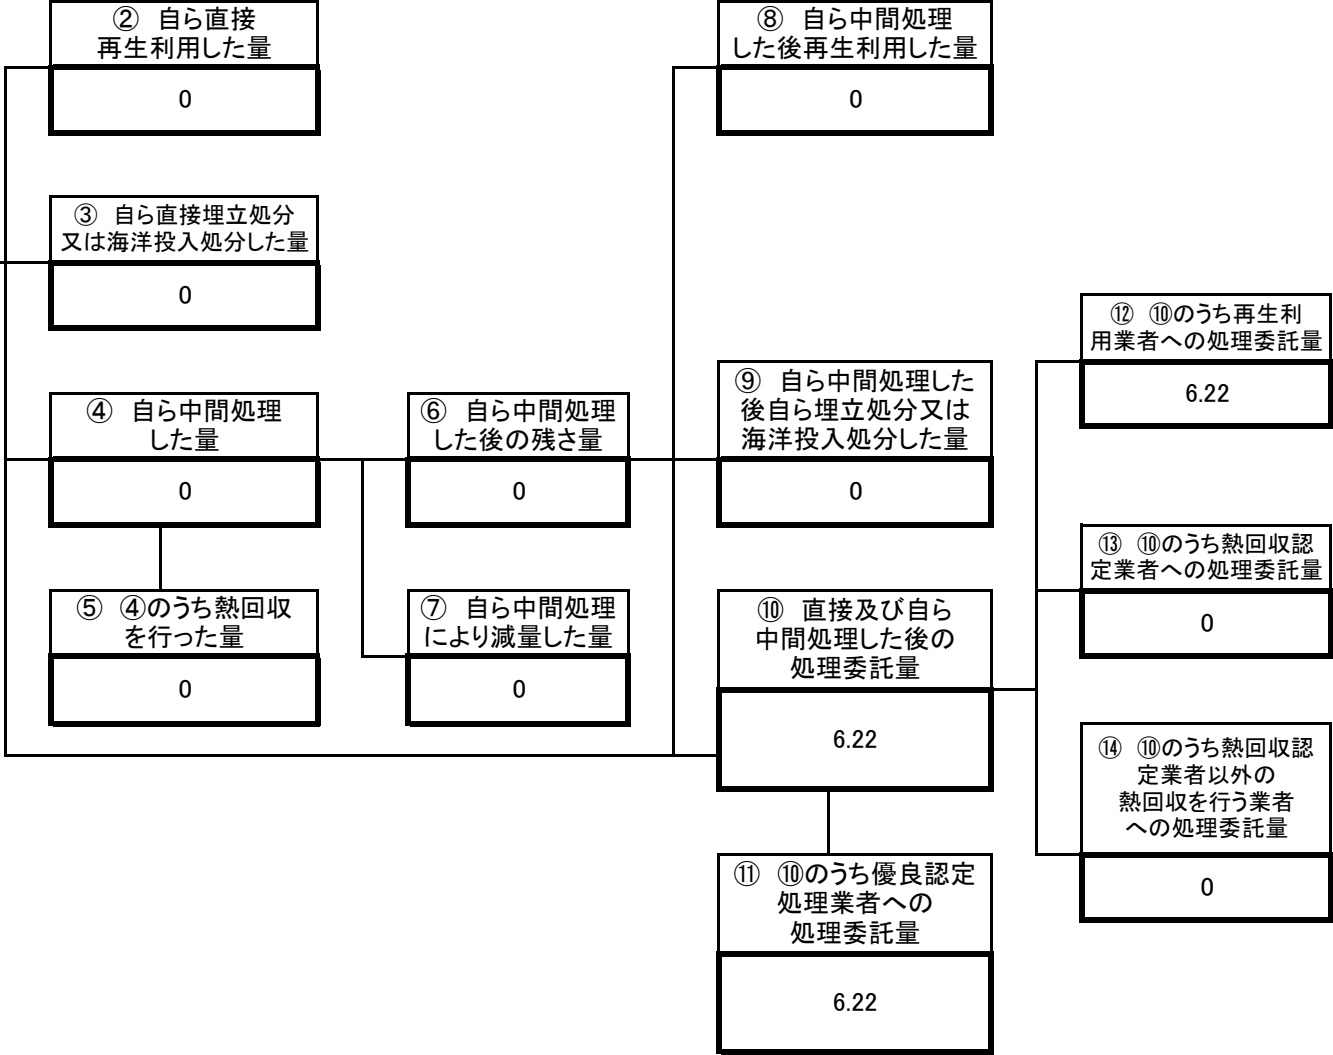 ② 自ら直接
再生利用した量
0
⑧ 自ら中間処理
した後再生利用した量
0
③ 自ら直接埋立処分
又は海洋投入処分した量
0
⑫ ⑩のうち再生利
用業者への処理委託量
6.22
④ 自ら中間処理
した量
0
⑥ 自ら中間処理
した後の残さ量
0
⑨ 自ら中間処理した
後自ら埋立処分又は
海洋投入処分した量
0
⑬ ⑩のうち熱回収認
定業者への処理委託量
0
⑤ ④のうち熱回収
を行った量
0
⑦ 自ら中間処理
により減量した量
0
⑩ 直接及び自ら
中間処理した後の
処理委託量
6.22
⑭ ⑩のうち熱回収認
定業者以外の
熱回収を行う業者
への処理委託量
0
⑪ ⑩のうち優良認定
処理業者への
処理委託量
6.22